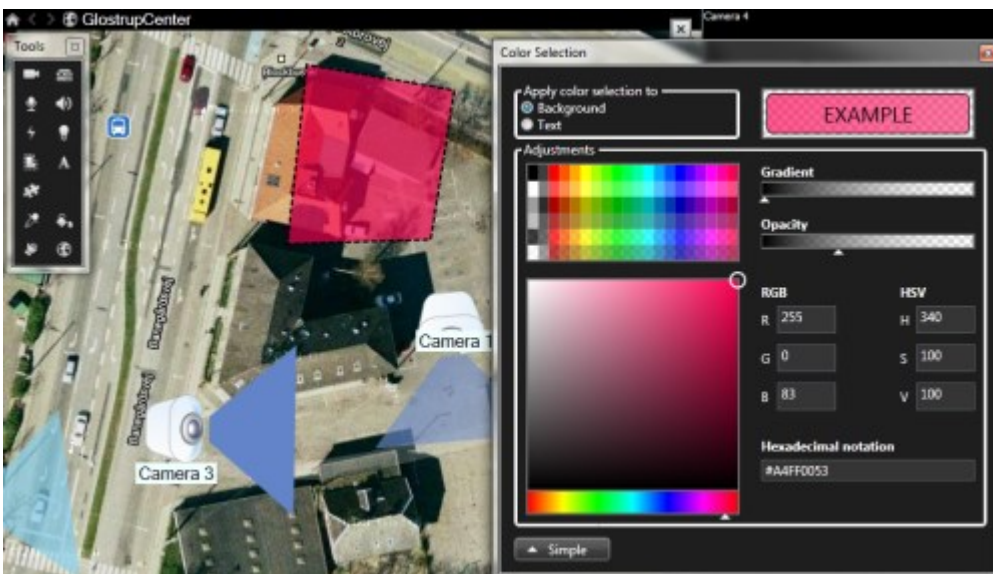 GlostrupCenter
Camera 4
Tools
Color Selection
Apply color selection to
Background
Text
EXAMPLE
Adjustments
Gradient
Opacity
RGB
HSV
R 255
H 340
G 0
S 100
B 83
V 100
Hexadecimal notation
#A4FF0053
Simple
A
Camera 1
Camera 3